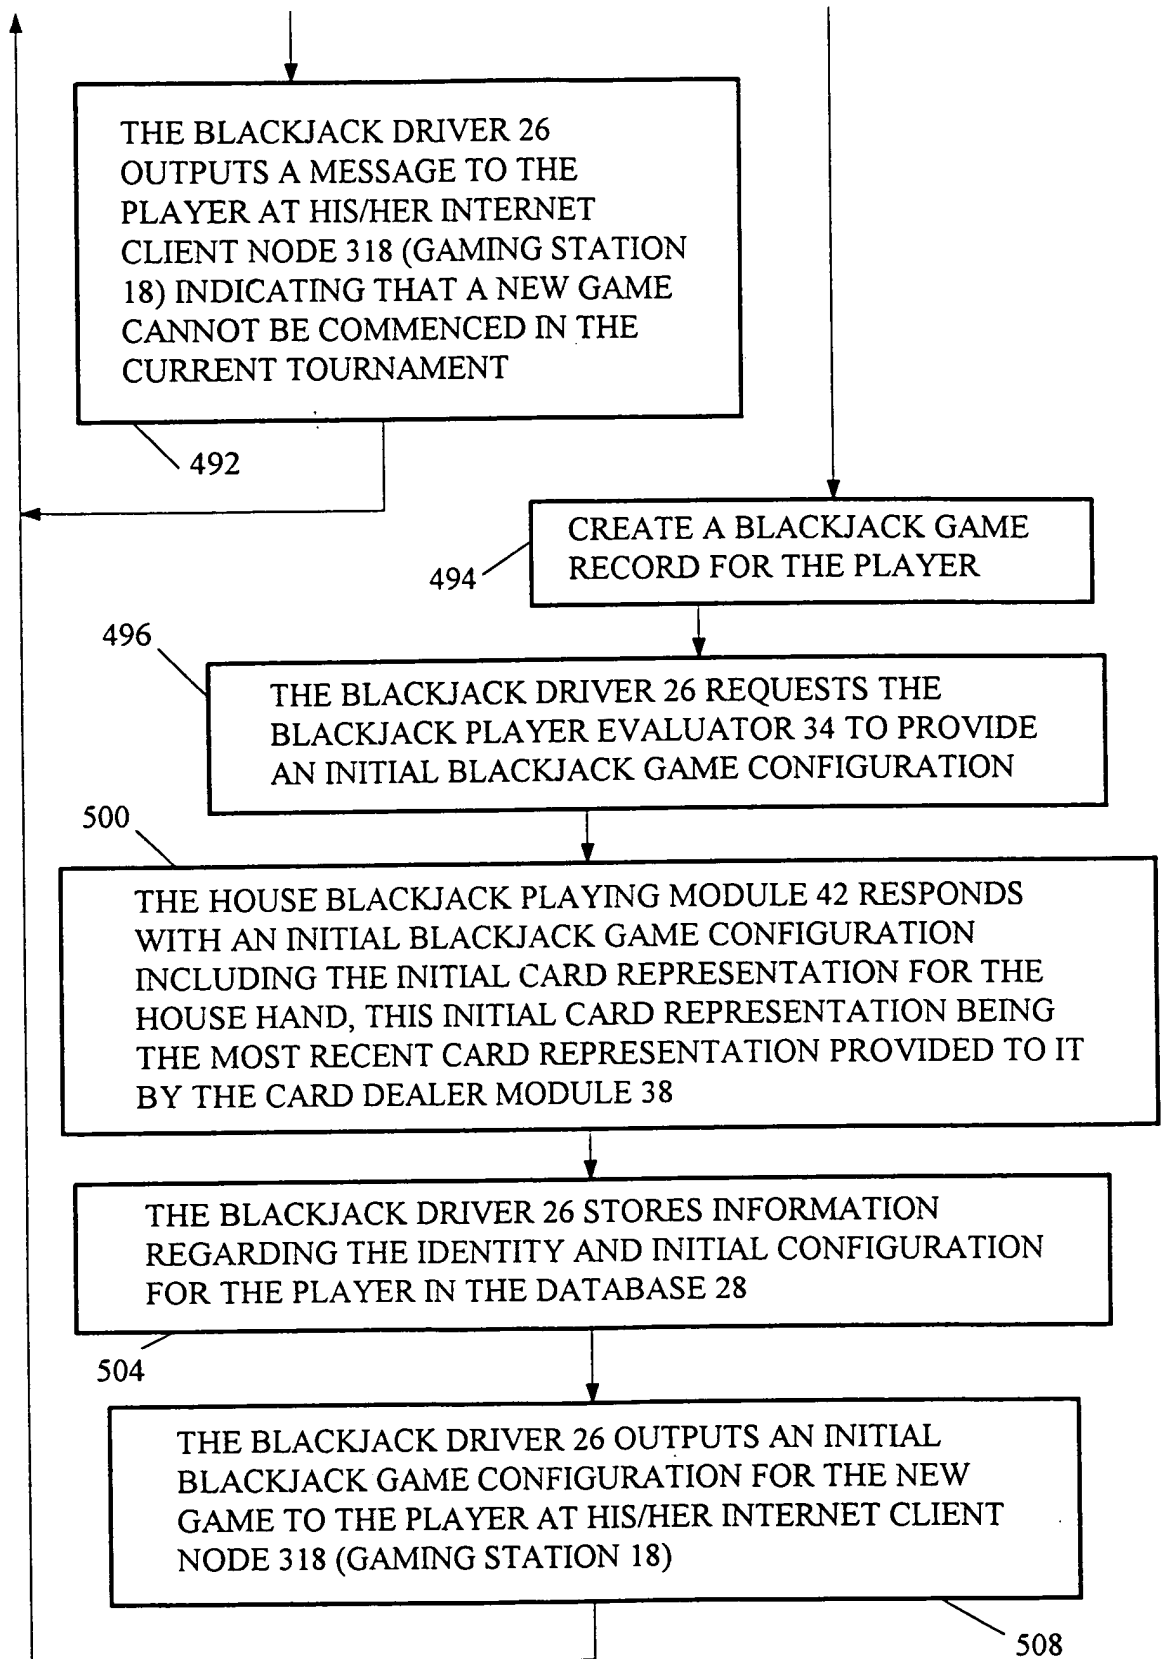 THE BLACKJACK DRIVER 26
OUTPUTS A MESSAGE TO THE
PLAYER AT HIS/HER INTERNET
CLIENT NODE 318 (GAMING STATION
18) INDICATING THAT A NEW GAME
CANNOT BE COMMENCED IN THE
CURRENT TOURNAMENT
492
CREATE A BLACKJACK GAME
RECORD FOR THE PLAYER
494
496
THE BLACKJACK DRIVER 26 REQUESTS THE
BLACKJACK PLAYER EVALUATOR 34 TO PROVIDE
AN INITIAL BLACKJACK GAME CONFIGURATION
500
THE HOUSE BLACKJACK PLAYING MODULE 42 RESPONDS
WITH AN INITIAL BLACKJACK GAME CONFIGURATION
INCLUDING THE INITIAL CARD REPRESENTATION FOR THE
HOUSE HAND, THIS INITIAL CARD REPRESENTATION BEING
THE MOST RECENT CARD REPRESENTATION PROVIDED TO IT
BY THE CARD DEALER MODULE 38
THE BLACKJACK DRIVER 26 STORES INFORMATION
REGARDING THE IDENTITY AND INITIAL CONFIGURATION
FOR THE PLAYER IN THE DATABASE 28
504
THE BLACKJACK DRIVER 26 OUTPUTS AN INITIAL
BLACKJACK GAME CONFIGURATION FOR THE NEW
GAME TO THE PLAYER AT HIS/HER INTERNET CLIENT
NODE 318 (GAMING STATION 18)
508